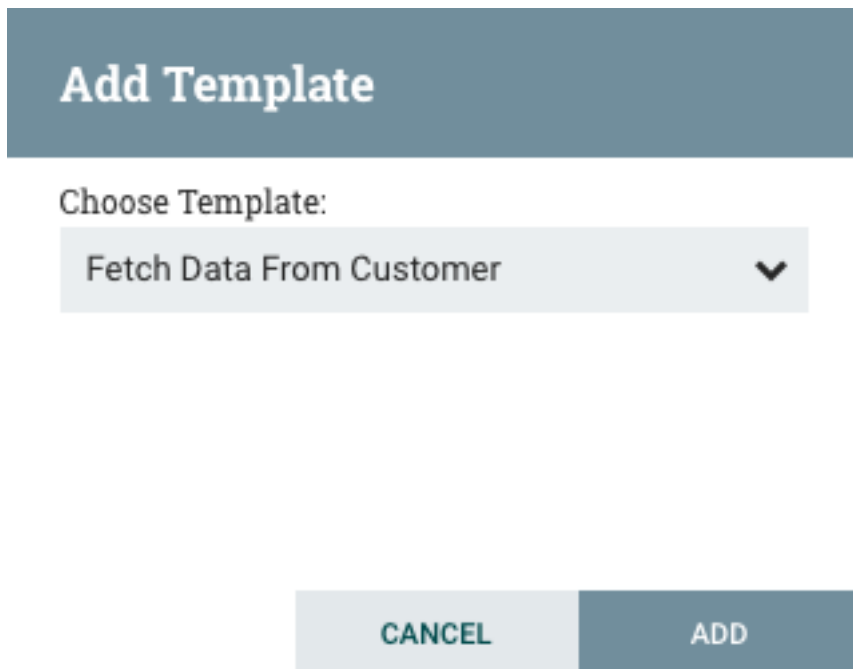 Add Template
Choose Template:
Fetch Data From Customer
CANCEL ADD